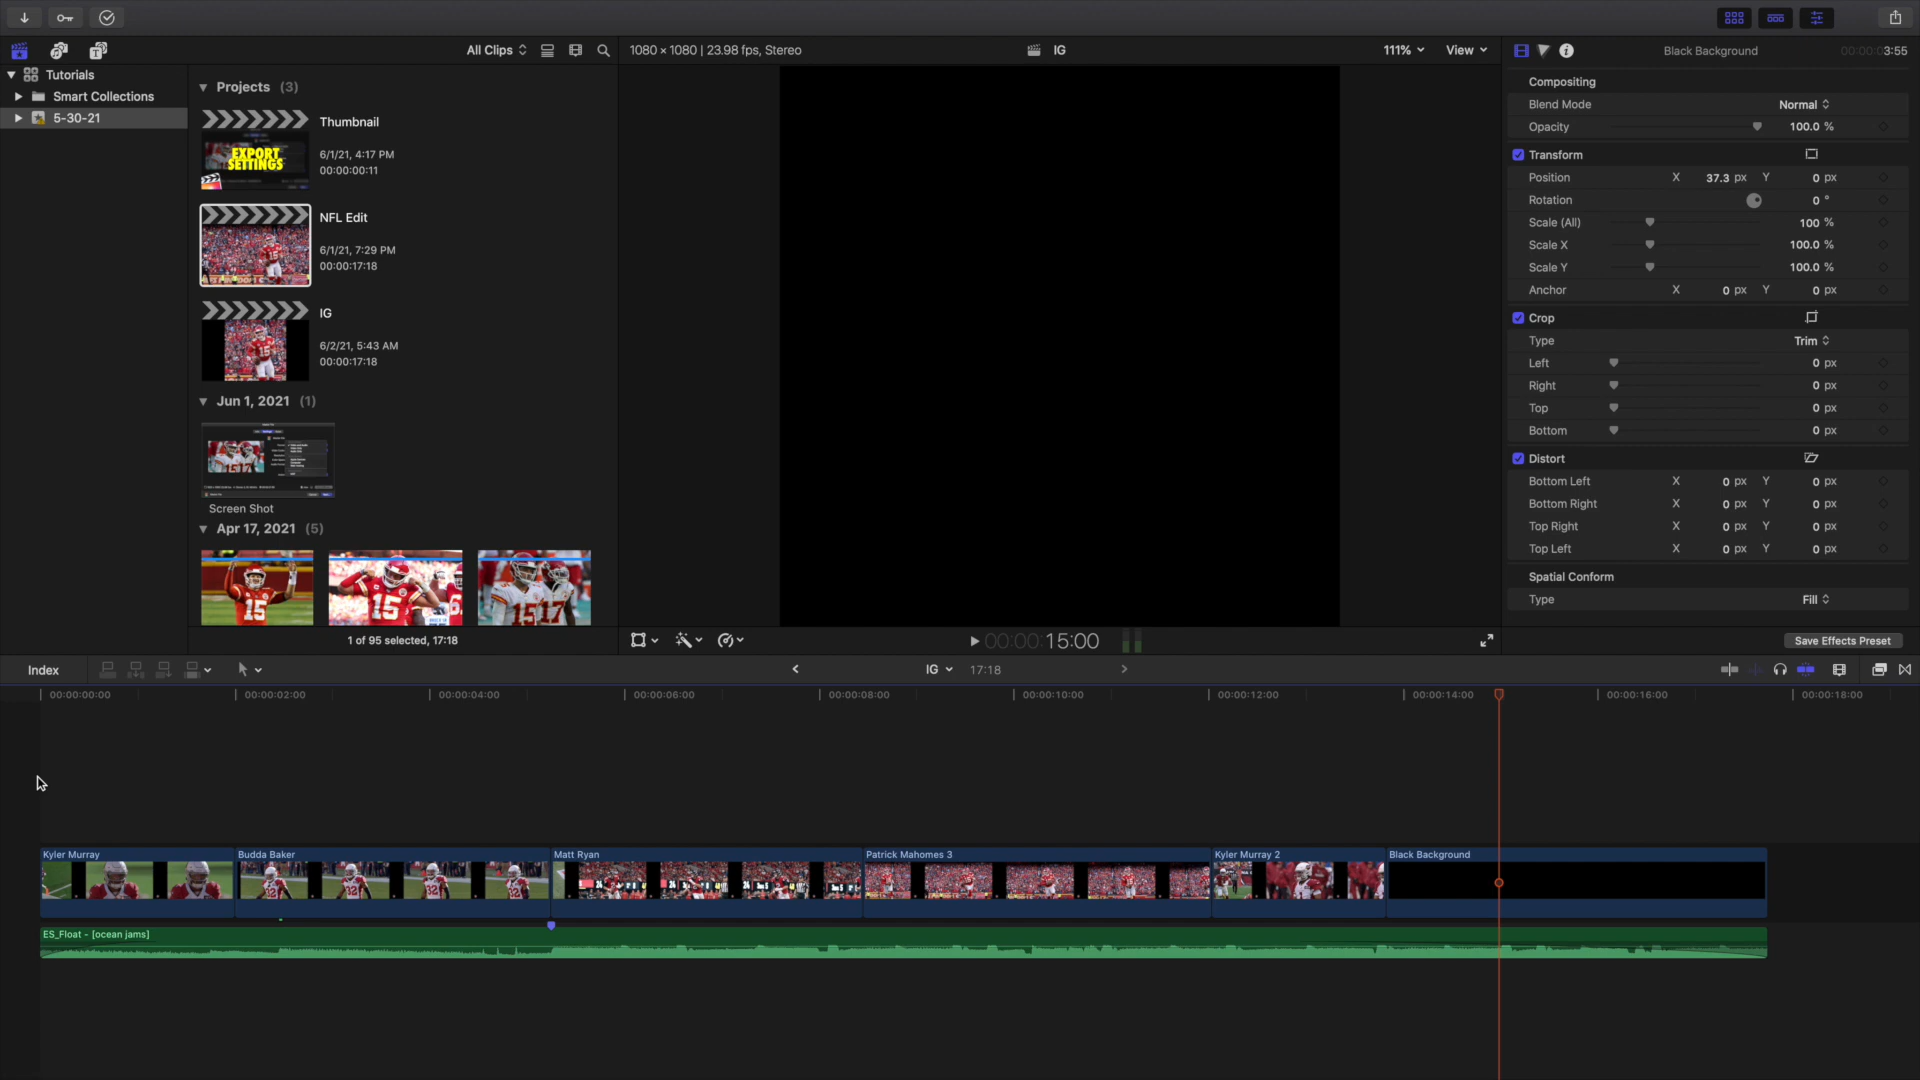 All Clips
1080 × 1080 | 23.98 fps, Stereo
IG
111%
View
Black Background
00:00:03:55
Tutorials
Smart Collections
5-30-21
Projects (3)
Thumbnail
EXPORT
SETTINGS
6/1/21, 4:17 PM
00:00:00:11
NFL Edit
6/1/21, 7:29 PM
00:00:17:18
IG
6/2/21, 5:43 AM
00:00:17:18
Jun 1, 2021 (1)
Screen Shot
Apr 17, 2021 (5)
15
15
15
17
1 of 95 selected, 17:18
00:00:15:00
Compositing
Blend Mode Normal
Opacity 100.0 %
Transform
Position X 37.3 px Y 0 px
Rotation 0 °
Scale (All) 100 %
Scale X 100.0 %
Scale Y 100.0 %
Anchor X 0 px Y 0 px
Crop
Type Trim
Left 0 px
Right 0 px
Top 0 px
Bottom 0 px
Distort
Bottom Left X 0 px Y 0 px
Bottom Right X 0 px Y 0 px
Top Right X 0 px Y 0 px
Top Left X 0 px Y 0 px
Spatial Conform
Type Fill
Save Effects Preset
Index
IG
17:18
00:00:00:00 00:00:02:00 00:00:04:00 00:00:06:00 00:00:08:00 00:00:10:00 00:00:12:00 00:00:14:00 00:00:16:00 00:00:18:00
Kyler Murray
Budda Baker
Matt Ryan
Patrick Mahomes 3
Kyler Murray 2
Black Background
ES_Float - [ocean jams]